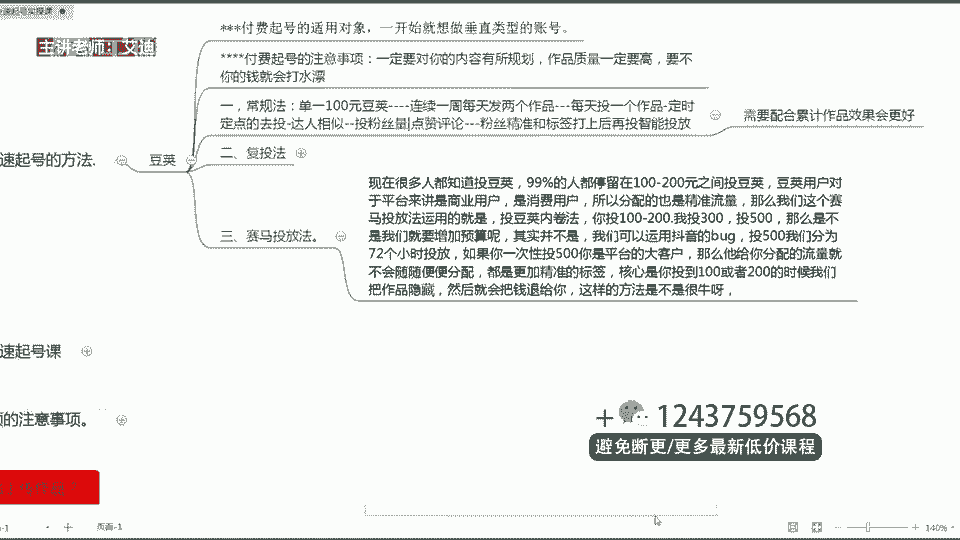 速起号实操课
主讲老师：艾迪
***付费起号的适用对象，一开始就想做垂直类型的账号。
****付费起号的注意事项：一定要对你的内容有所规划，作品质量一定要高，要不
你的钱就会打水漂
一，常规法：单一100元豆荚----连续一周每天发两个作品---每天投一个作品-定时
定点的去投-达人相似--投粉丝量|点赞评论---粉丝精准和标签打上后再投智能投放
需要配合累计作品效果会更好
速起号的方法.
豆荚
二、复投法
三、赛马投放法。
现在很多人都知道投豆荚，99%的人都停留在100-200元之间投豆荚，豆荚用户对
于平台来讲是商业用户，是消费用户，所以分配的也是精准流量，那么我们这个赛
马投放法运用的就是，投豆荚内卷法，你投100-200.我投300，投500，那么是不
是我们就要增加预算呢，其实并不是，我们可以运用抖音的bug，投500我们分为
72个小时投放，如果你一次性投500你是平台的大客户，那么他给你分配的流量就
不会随随便便分配，都是更加精准的标签，核心是你投到100或者200的时候我们
把作品隐藏，然后就会把钱退给你，这样的方法是不是很牛呀，
速起号课
的注意事项。
+ 1243759568
避免断更/更多最新低价课程
页面-1
140%